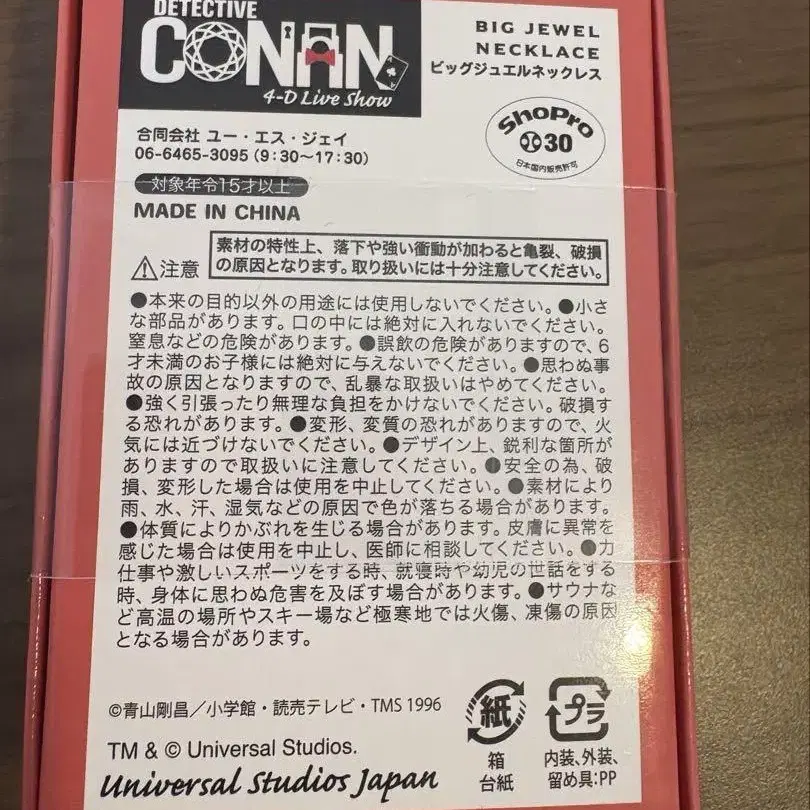 DETECTIVE
CONAN
4-D Live Show
BIG JEWEL
NECKLACE
ビッグジュエルネックレス
合同会社 ユー・エス・ジェイ
06-6465-3095 (9:30〜17:30)
ShoPro
30
日本国内販売許可
対象年令15才以上
MADE IN CHINA
注意
素材の特性上、落下や強い衝動が加わると亀裂、破損
の原因となります。取り扱いには十分注意してください。
●本来の目的以外の用途には使用しないでください。●小さ
な部品があります。口の中には絶対に入れないでください。
窒息などの危険があります。●誤飲の危険がありますので、6
才未満のお子様には絶対に与えないでください。●思わぬ事
故の原因となりますので、乱暴な取扱いはやめてください。
●強く引張ったり無理な負担をかけないでください。破損す
る恐れがあります。●変形、変質の恐れがありますので、火
気には近づけないでください。●デザイン上、鋭利な箇所が
ありますので取扱いに注意してください。●安全の為、破
損、変形した場合は使用を中止してください。●素材により
雨、水、汗、湿気などの原因で色が落ちる場合があります。
●体質によりかぶれを生じる場合があります。皮膚に異常を
感じた場合は使用を中止し、医師に相談してください。●力
仕事や激しいスポーツをする時、就寝時や幼児の世話をする
時、身体に思わぬ危害を及ぼす場合があります。●サウナな
ど高温の場所やスキー場など極寒地では火傷、凍傷の原因
となる場合があります。
©青山剛昌／小学館・読売テレビ・TMS 1996
TM & © Universal Studios.
Universal Studios Japan
紙
箱
台紙
プラ
内装、外装、
留め具:PP